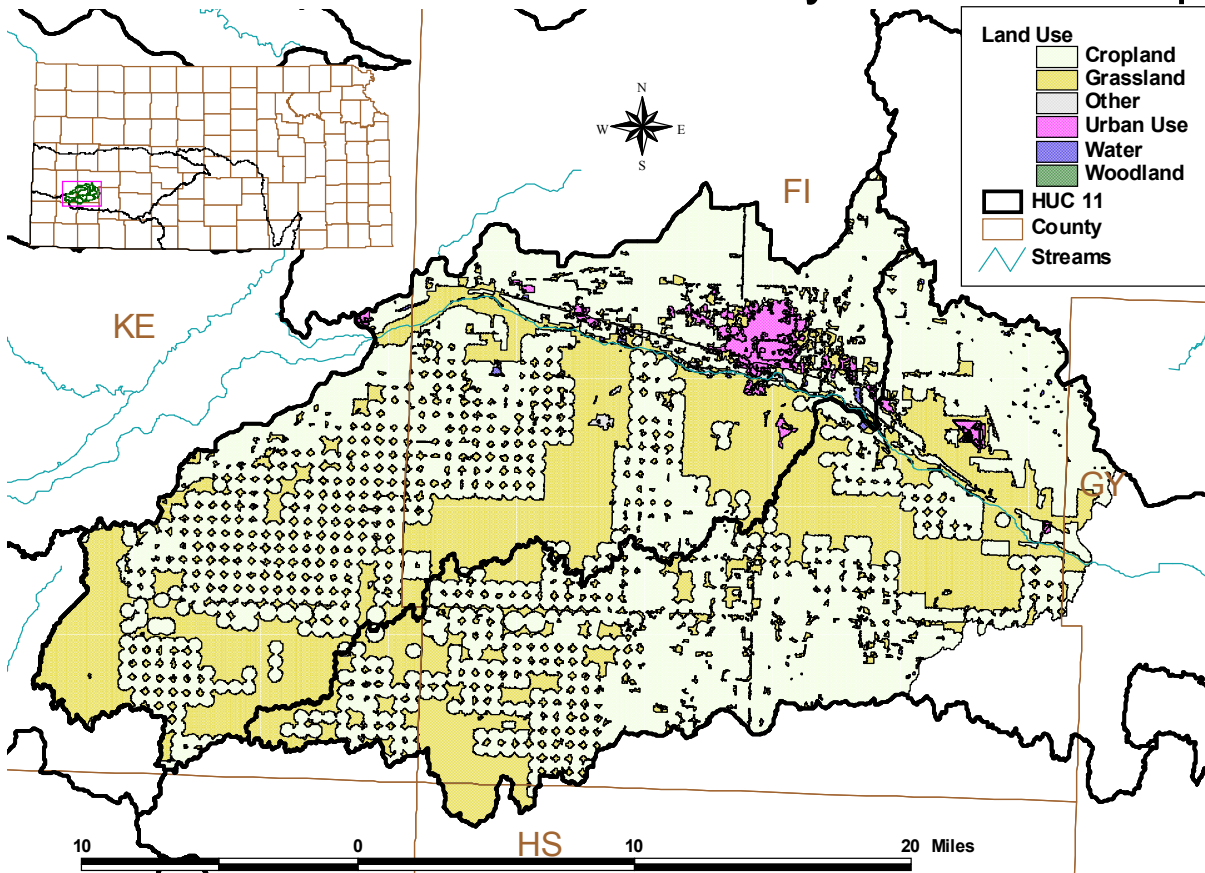 Land Use
Cropland
Grassland
Other
Urban Use
Water
Woodland
HUC 11
County
Streams
N
W E
S
FI
KE
GY
HS
10 0 10 20 Miles